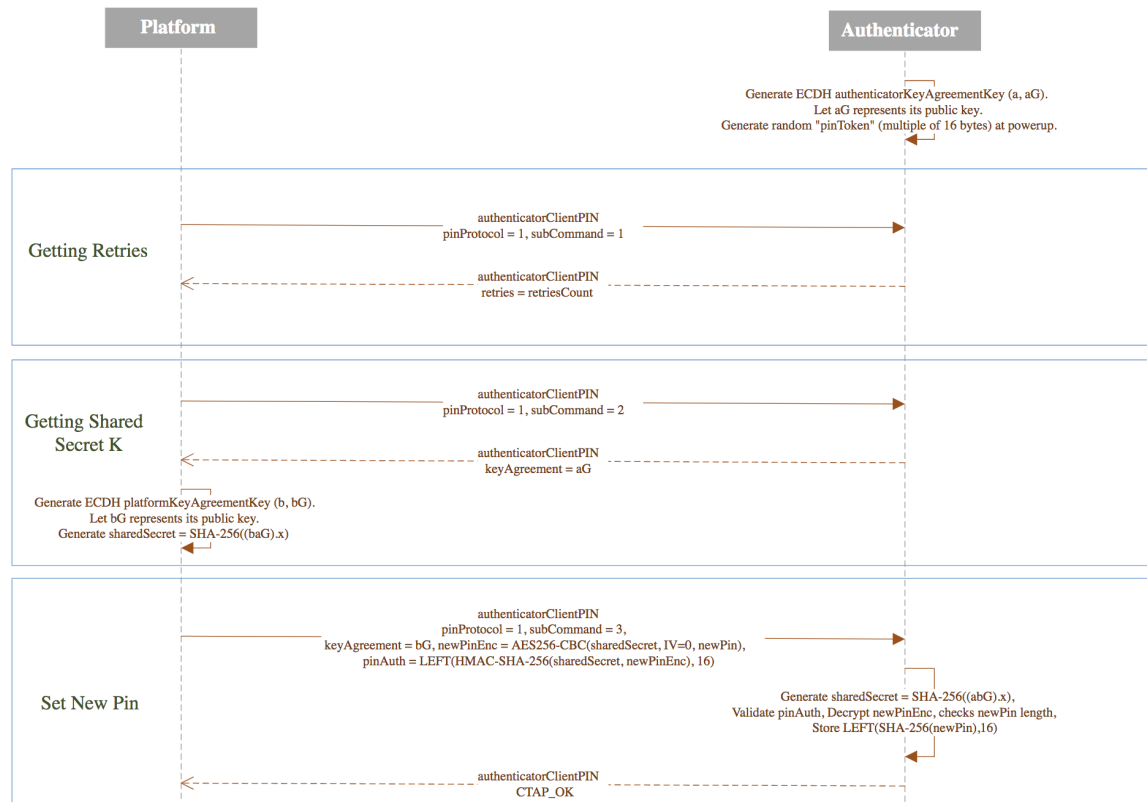 Platform
Authenticator
Generate ECDH authenticatorKeyAgreementKey (a, aG).
Let aG represents its public key.
Generate random "pinToken" (multiple of 16 bytes) at powerup.
Getting Retries
authenticatorClientPIN
pinProtocol = 1, subCommand = 1
authenticatorClientPIN
retries = retriesCount
Getting Shared
Secret K
authenticatorClientPIN
pinProtocol = 1, subCommand = 2
authenticatorClientPIN
keyAgreement = aG
Generate ECDH platformKeyAgreementKey (b, bG).
Let bG represents its public key.
Generate sharedSecret = SHA-256((baG).x)
Set New Pin
authenticatorClientPIN
pinProtocol = 1, subCommand = 3,
keyAgreement = bG, newPinEnc = AES256-CBC(sharedSecret, IV=0, newPin),
pinAuth = LEFT(HMAC-SHA-256(sharedSecret, newPinEnc), 16)
Generate sharedSecret = SHA-256((abG).x),
Validate pinAuth, Decrypt newPinEnc, checks newPin length,
Store LEFT(SHA-256(newPin),16)
authenticatorClientPIN
CTAP_OK